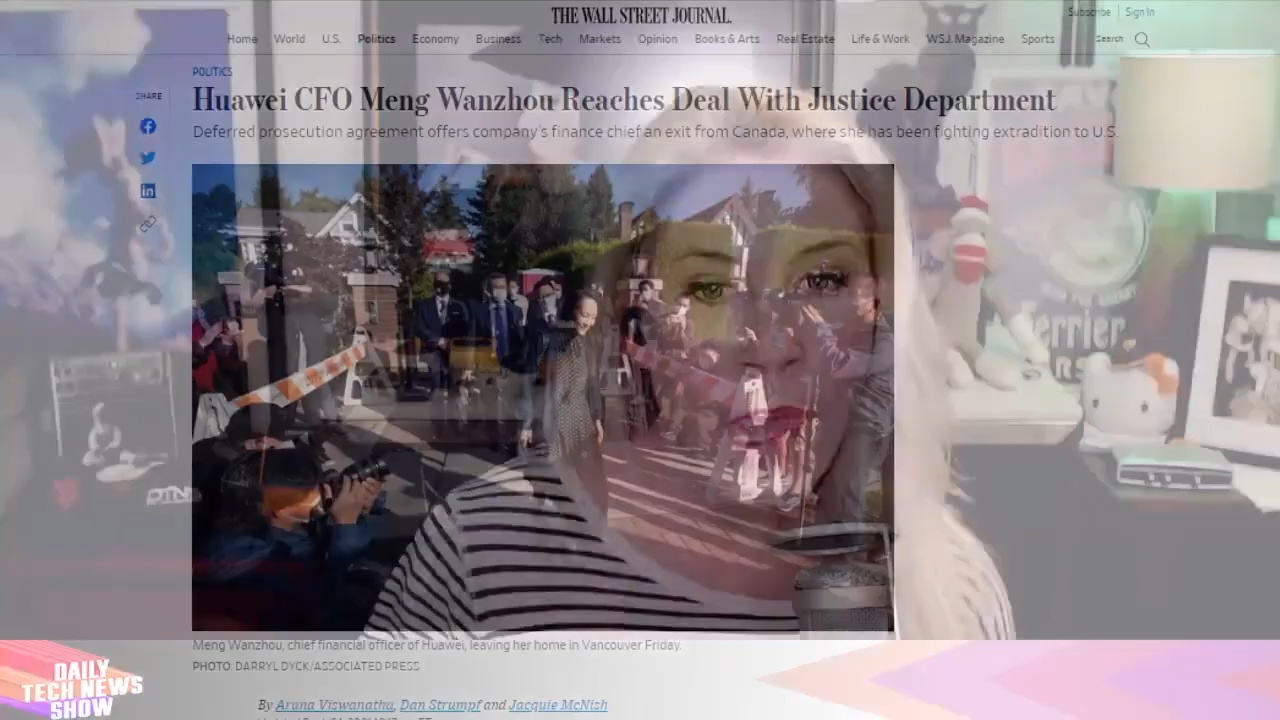 THE WALL STREET JOURNAL.
Subscribe | Sign In
Home World U.S. Politics Economy Business Tech Markets Opinion Books & Arts Real Estate Life & Work WSJ. Magazine Sports Search
POLITICS
SHARE
Huawei CFO Meng Wanzhou Reaches Deal With Justice Department
Deferred prosecution agreement offers company's finance chief an exit from Canada, where she has been fighting extradition to U.S.
Meng Wanzhou, chief financial officer of Huawei, leaving her home in Vancouver Friday.
PHOTO: DARRYL DYCK/ASSOCIATED PRESS
By Aruna Viswanatha, Dan Strumpf and Jacquie McNish
DAILY
TECH NEWS
SHOW